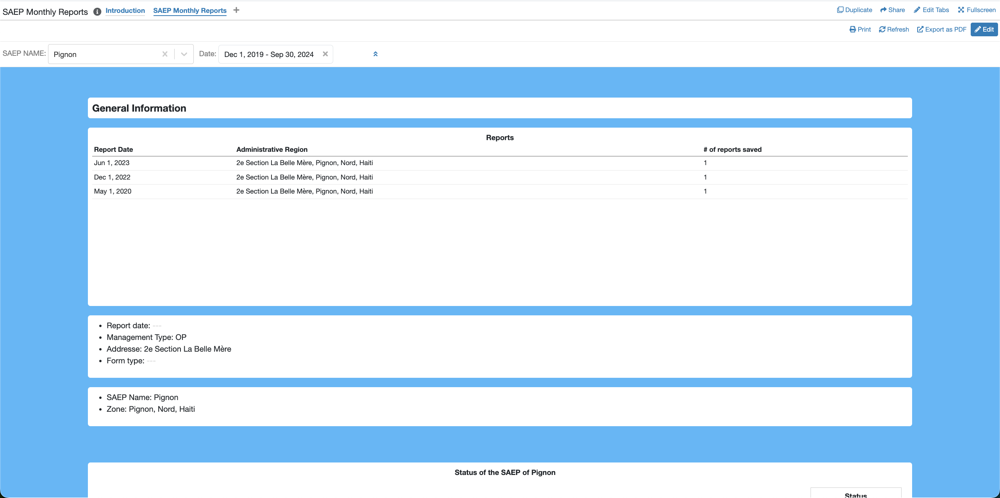 SAEP Monthly Reports Introduction SAEP Monthly Reports + Duplicate Share Edit Tabs Fullscreen
Print Refresh Export as PDF Edit
SAEP NAME: Pignon Date: Dec 1, 2019 - Sep 30, 2024
General Information
Reports
Report Date Administrative Region # of reports saved
Jun 1, 2023 2e Section La Belle Mère, Pignon, Nord, Haiti 1
Dec 1, 2022 2e Section La Belle Mère, Pignon, Nord, Haiti 1
May 1, 2020 2e Section La Belle Mère, Pignon, Nord, Haiti 1
• Report date: ---
• Management Type: OP
• Addresse: 2e Section La Belle Mère
• Form type: ---
• SAEP Name: Pignon
• Zone: Pignon, Nord, Haiti
Status of the SAEP of Pignon
Status